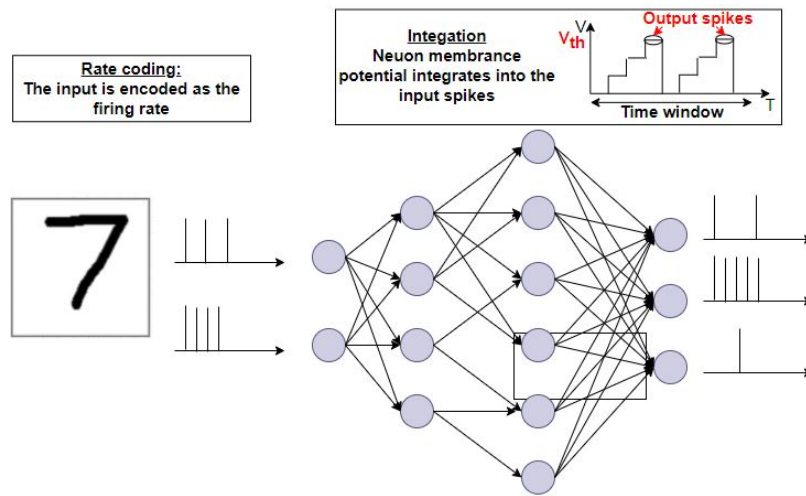 Rate coding:
The input is encoded as the
firing rate
Integation
Neuon membrance
potential integrates into the
input spikes
Output spikes
V
Vth
T
Time window
7